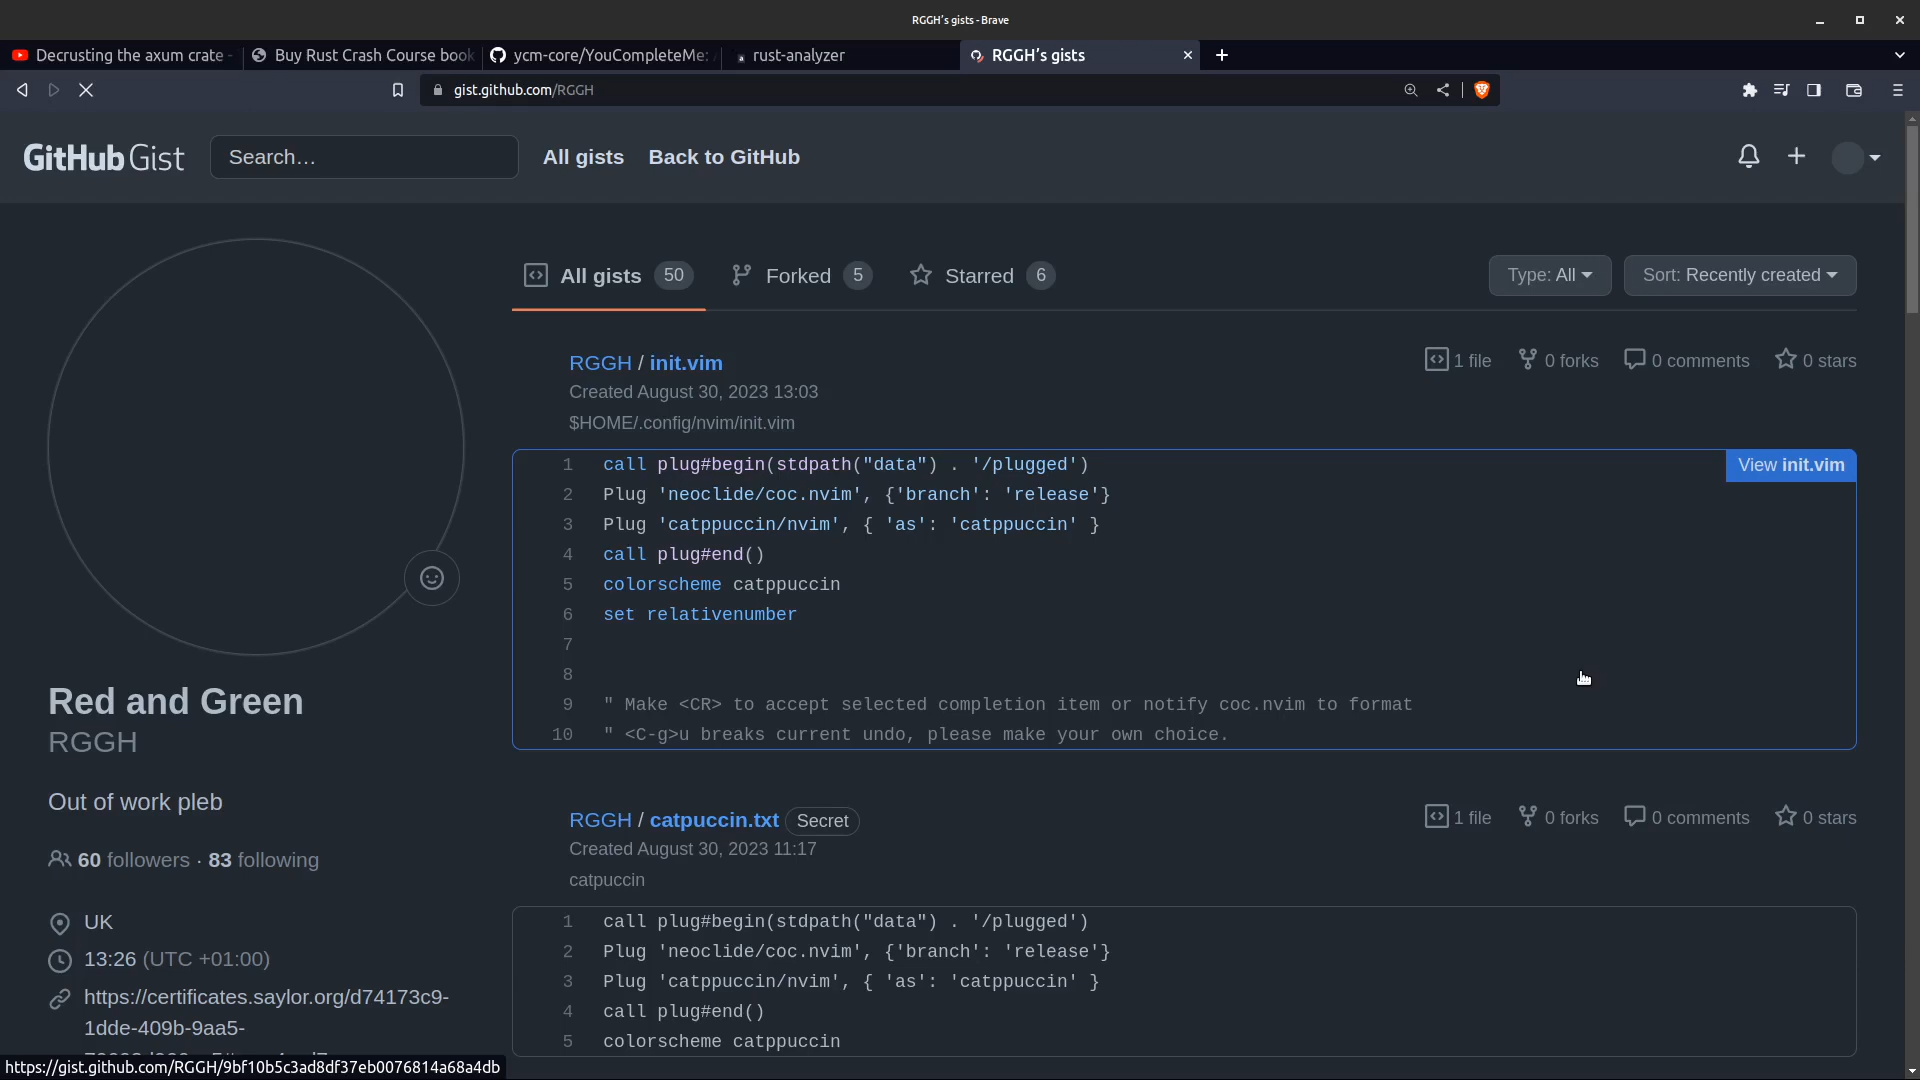 RGGH's gists - Brave
Decrusting the axum crate -
Buy Rust Crash Course book
ycm-core/YouCompleteMe:
rust-analyzer
RGGH's gists
gist.github.com/RGGH
GitHub Gist
Search…
All gists
Back to GitHub
All gists 50
Forked 5
Starred 6
Type: All
Sort: Recently created
RGGH / init.vim
1 file
0 forks
0 comments
0 stars
Created August 30, 2023 13:03
$HOME/.config/nvim/init.vim
View init.vim
1 call plug#begin(stdpath("data") . '/plugged')
2 Plug 'neoclide/coc.nvim', {'branch': 'release'}
3 Plug 'catppuccin/nvim', { 'as': 'catppuccin' }
4 call plug#end()
5 colorscheme catppuccin
6 set relativenumber
7
8
9 " Make <CR> to accept selected completion item or notify coc.nvim to format
10 " <C-g>u breaks current undo, please make your own choice.
Red and Green
RGGH
Out of work pleb
60 followers · 83 following
UK
13:26 (UTC +01:00)
https://certificates.saylor.org/d74173c9-
1dde-409b-9aa5-
RGGH / catpuccin.txt Secret
1 file
0 forks
0 comments
0 stars
Created August 30, 2023 11:17
catpuccin
1 call plug#begin(stdpath("data") . '/plugged')
2 Plug 'neoclide/coc.nvim', {'branch': 'release'}
3 Plug 'catppuccin/nvim', { 'as': 'catppuccin' }
4 call plug#end()
5 colorscheme catppuccin
https://gist.github.com/RGGH/9bf10b5c3ad8df37eb0076814a68a4db